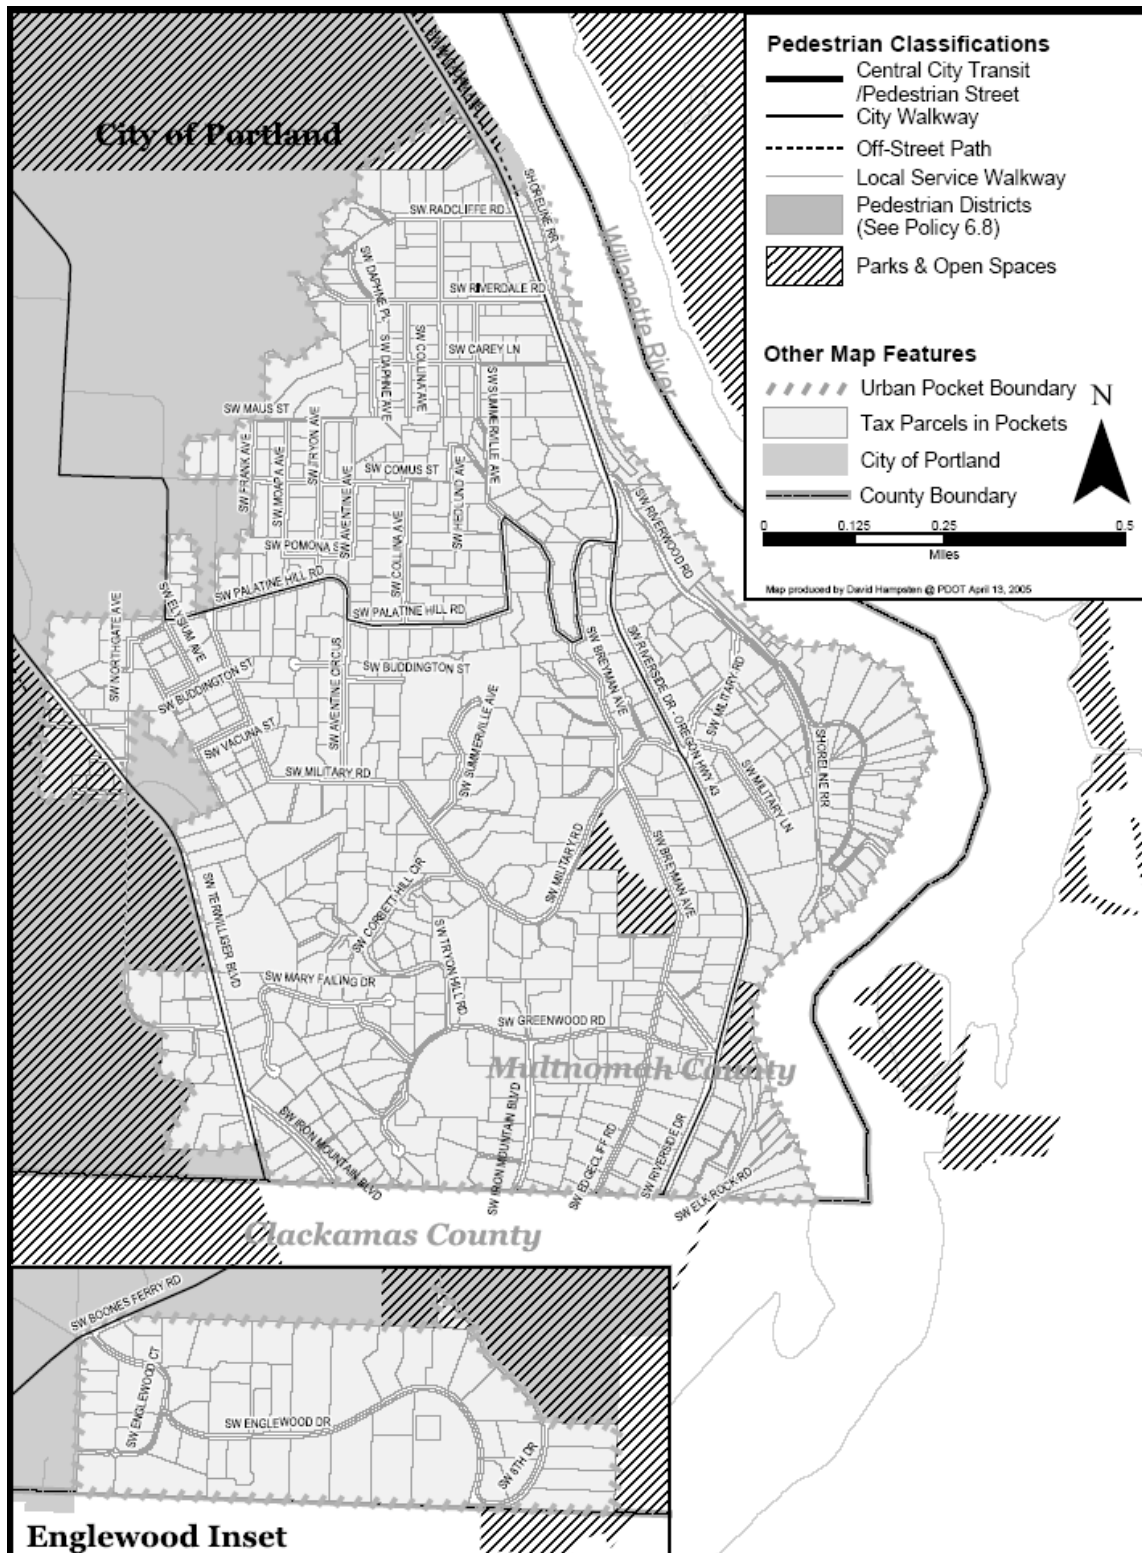 Pedestrian Classifications
Central City Transit
/Pedestrian Street
City Walkway
Off-Street Path
Local Service Walkway
Pedestrian Districts
(See Policy 6.8)
Parks & Open Spaces
Other Map Features
Urban Pocket Boundary
N
Tax Parcels in Pockets
City of Portland
County Boundary
0 0.125 0.25 0.5
Miles
Map produced by David Hampsten @ PDOT April 13, 2005
City of Portland
Willamette River
SHORELINE RR
SW RADCLIFFE RD
SW DAPHNE PL
SW RIVERDALE RD
SW COLLINA AVE
SW DAPHNE AVE
SW CAREY LN
SW SUMMERVILLE AVE
SW MAUS ST
SW FRANK AVE
SW MOAPA AVE
SW TRYON AVE
SW AVENTINE AVE
SW COMUS ST
SW HEDLUND AVE
SW COLLINA AVE
SW POMONA S
SW PALATINE HILL RD
SW PALATINE HILL RD
SW RIVERWOOD RD
SW NORTHGATE AVE
SW ELYSIUM AVE
SW BUDDINGTON ST
SW AVENTINE CIRCUS
SW BUDDINGTON ST
SW BREYMAN AVE
SW RIVERSIDE DR - OREGON HWY 43
SW MILITARY RD
SW VACUNA ST
SW MILITARY RD
SW SUMMERVILLE AVE
SW MILITARY LN
SHORELINE RR
SW MILITARY RD
SW BREYMAN AVE
SW TERWILLIGER BLVD
SW CORBETT HILL CIR
SW TRYON HILL RD
SW MARY FAILING DR
SW GREENWOOD RD
Multnomah County
SW IRON MOUNTAIN BLVD
SW IRON MOUNTAIN BLVD
SW EDGECLIFF RD
SW RIVERSIDE DR
SW ELK ROCK RD
Clackamas County
SW BOONES FERRY RD
SW ENGLEWOOD CT
SW ENGLEWOOD DR
SW 8TH DR
Englewood Inset